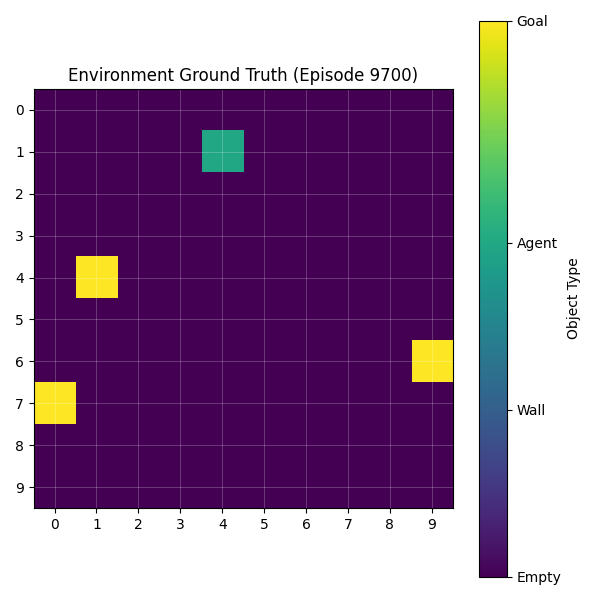 Environment Ground Truth (Episode 9700)
0
1
2
3
4
5
6
7
8
9
0 1 2 3 4 5 6 7 8 9
Goal
Agent
Wall
Empty
Object Type